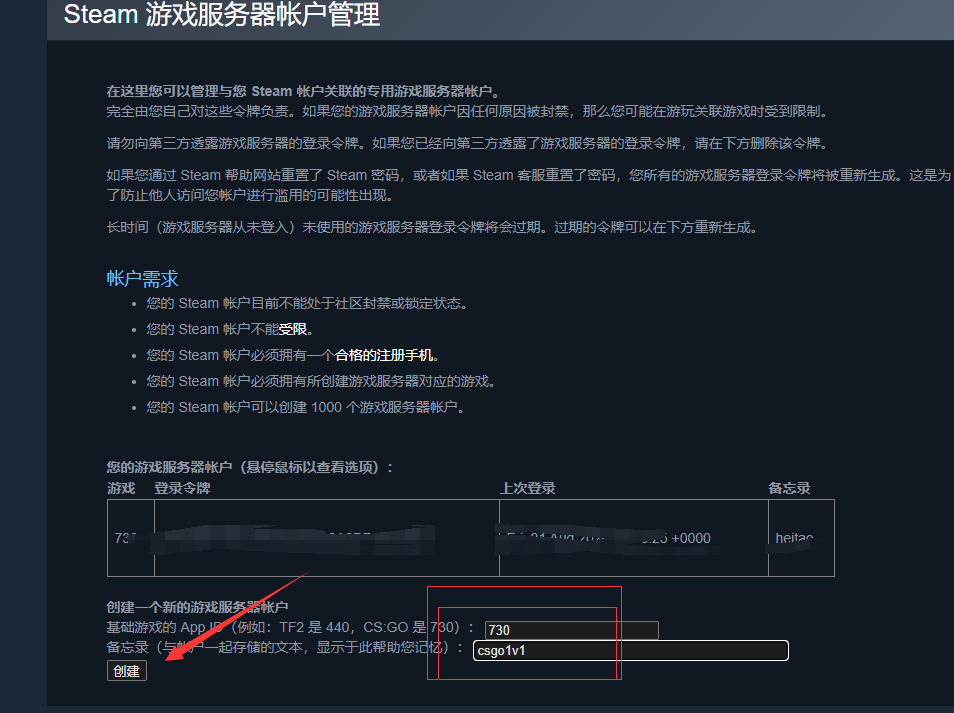 Steam 游戏服务器帐户管理
在这里您可以管理与您 Steam 帐户关联的专用游戏服务器帐户。
完全由您自己对这些令牌负责。如果您的游戏服务器帐户因任何原因被封禁，那么您可能在游玩关联游戏时受到限制。
请勿向第三方透露游戏服务器的登录令牌。如果您已经向第三方透露了游戏服务器的登录令牌，请在下方删除该令牌。
如果您通过 Steam 帮助网站重置了 Steam 密码，或者如果 Steam 客服重置了密码，您所有的游戏服务器登录令牌将被重新生成。这是为
了防止他人访问您帐户进行滥用的可能性出现。
长时间（游戏服务器从未登入）未使用的游戏服务器登录令牌将会过期。过期的令牌可以在下方重新生成。
帐户需求
• 您的 Steam 帐户目前不能处于社区封禁或锁定状态。
• 您的 Steam 帐户不能受限。
• 您的 Steam 帐户必须拥有一个合格的注册手机。
• 您的 Steam 帐户必须拥有所创建游戏服务器对应的游戏。
• 您的 Steam 帐户可以创建 1000 个游戏服务器帐户。
您的游戏服务器帐户（悬停鼠标以查看选项）：
游戏 登录令牌 上次登录 备忘录
+0000 heitao
创建一个新的游戏服务器帐户
基础游戏的 App ID（例如：TF2 是 440，CS:GO 是 730）： 730
备忘录（与帐户一起存储的文本，显示于此帮助您记忆）： csgo1v1
创建